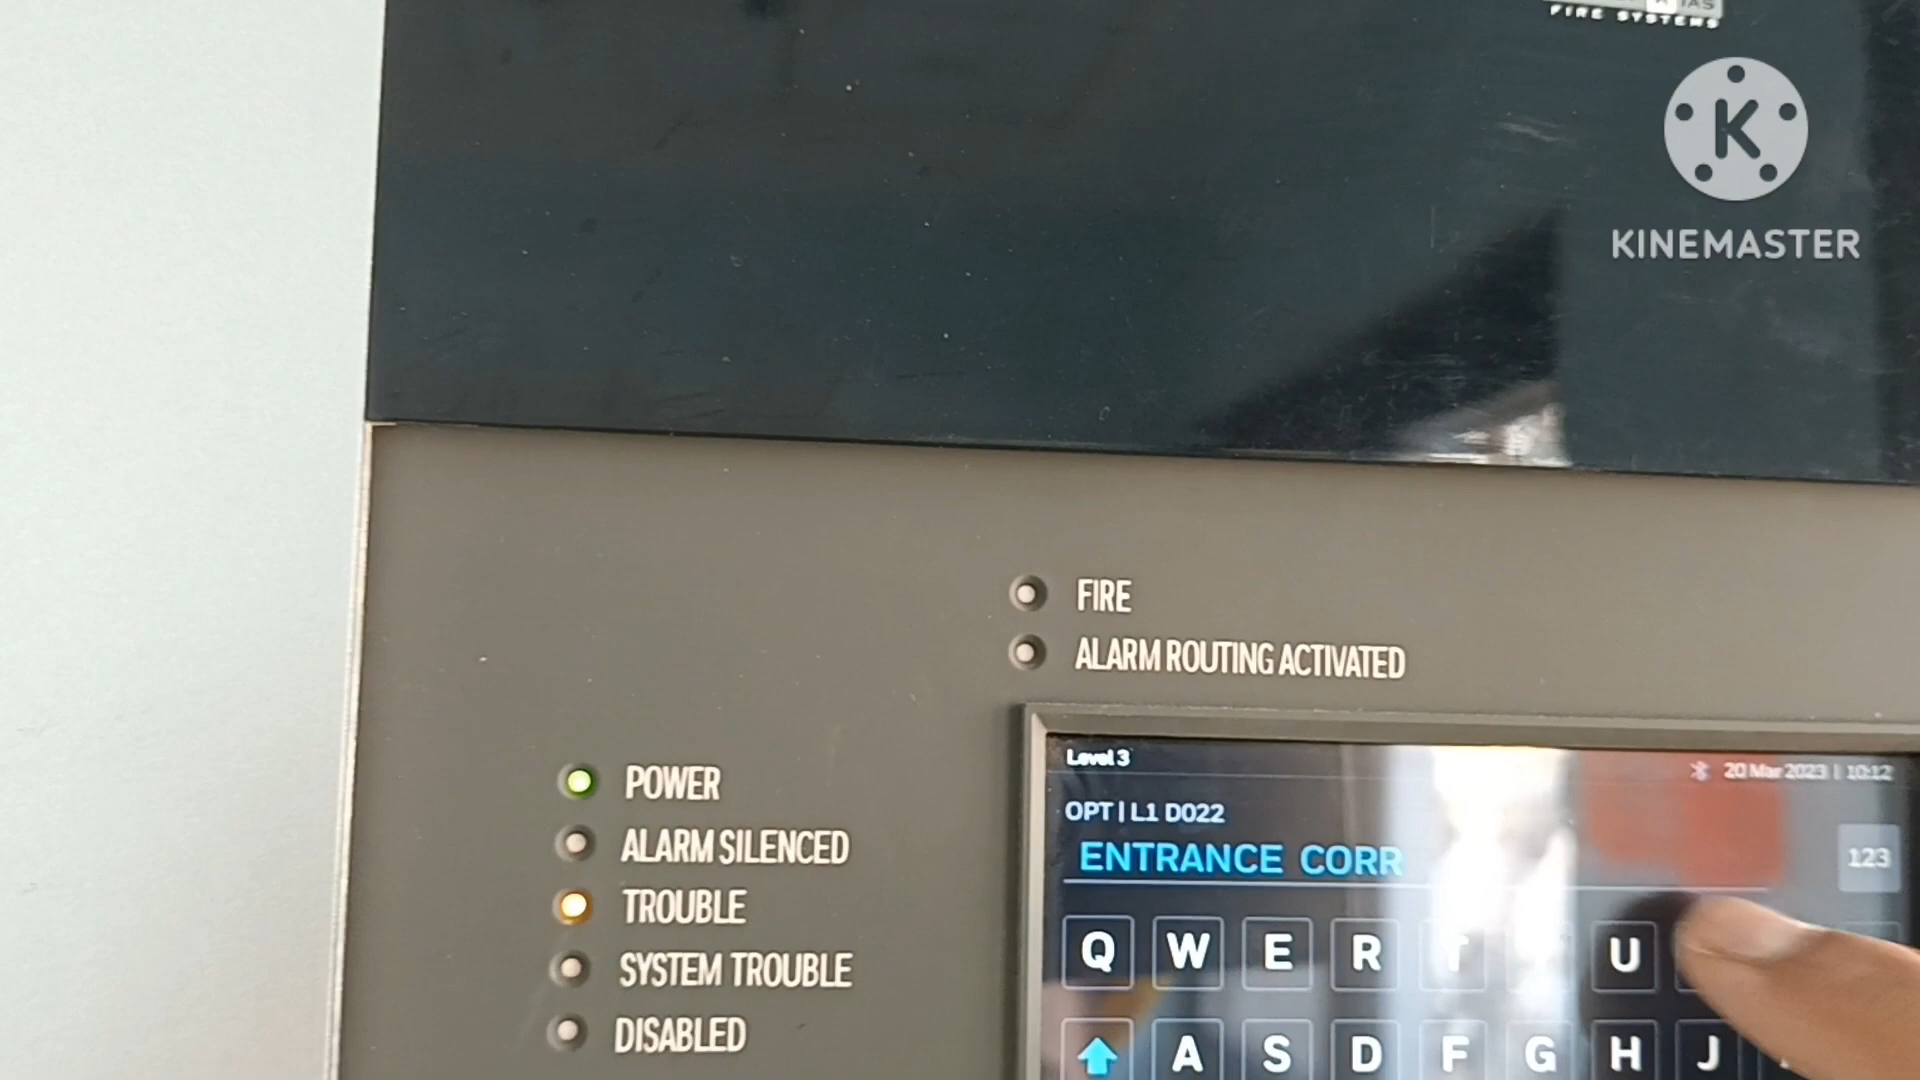 IAS
FIRE SYSTEMS
K
KINEMASTER
FIRE
ALARM ROUTING ACTIVATED
POWER
ALARM SILENCED
TROUBLE
SYSTEM TROUBLE
DISABLED
Level 3
20 Mar 2023 | 10:12
OPT | L1 D022
ENTRANCE CORR
123
Q W E R T U
A S D F G H J